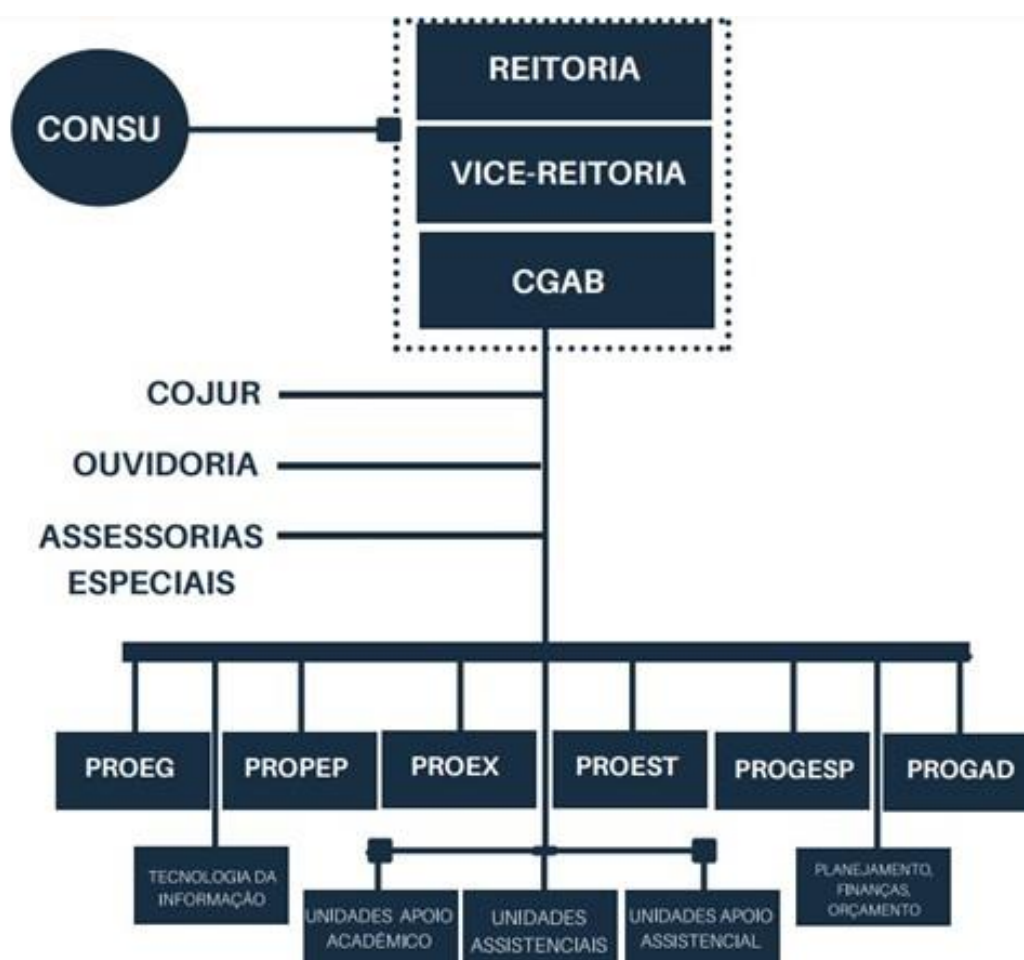 REITORIA
CONSU
VICE-REITORIA
CGAB
COJUR
OUVIDORIA
ASSESSORIAS
ESPECIAIS
PROEG
PROPEP
PROEX
PROEST
PROGESP
PROGAD
TECNOLOGIA DA
INFORMAÇÃO
UNIDADES APOIO
ACADÊMICO
UNIDADES
ASSISTENCIAIS
UNIDADES APOIO
ASSISTENCIAL
PLANEJAMENTO,
FINANÇAS,
ORÇAMENTO